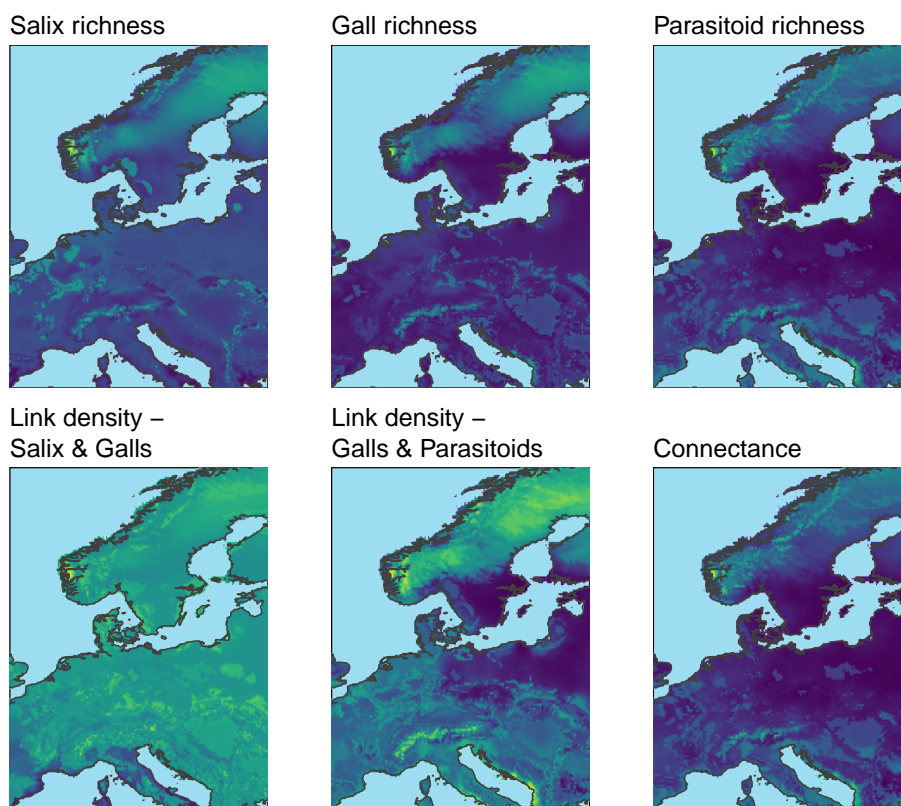 Salix richness
Gall richness
Parasitoid richness
Link density –
Salix & Galls
Link density –
Galls & Parasitoids
Connectance